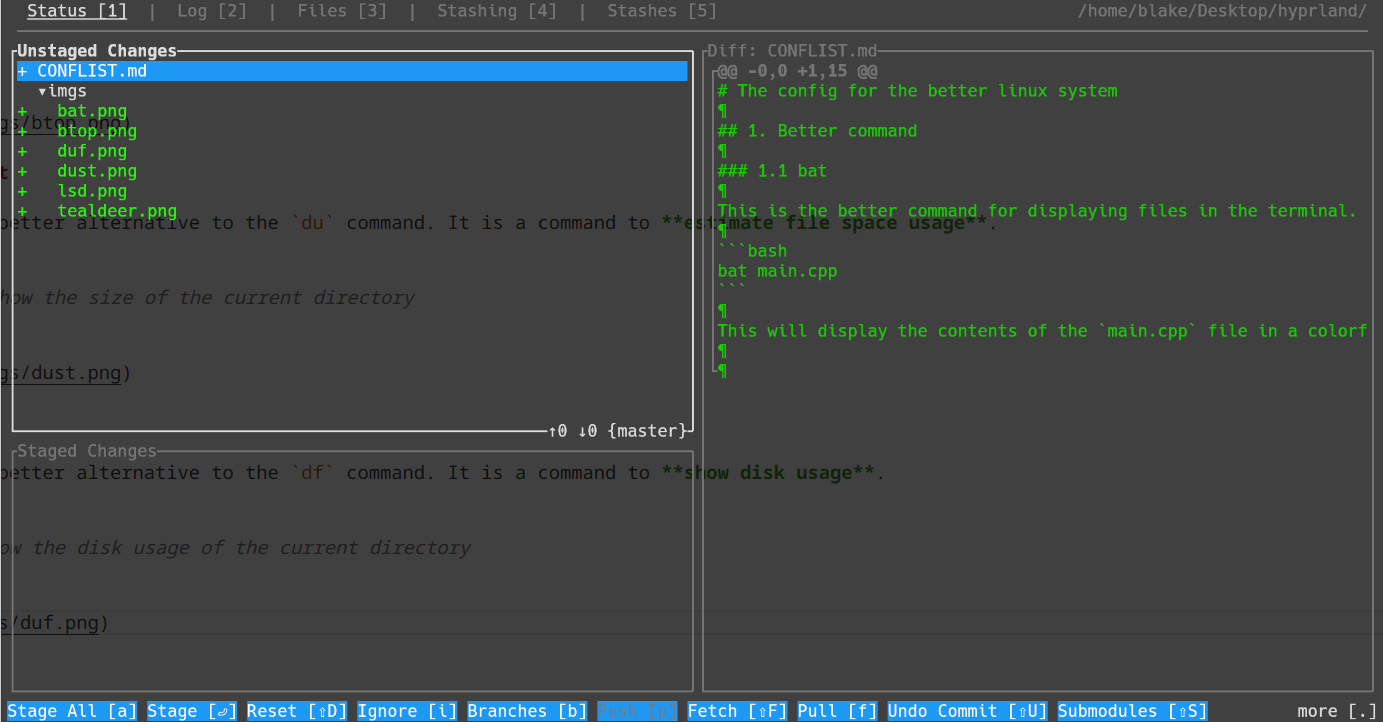 Status [1] | Log [2] | Files [3] | Stashing [4] | Stashes [5] /home/blake/Desktop/hyprland/
Unstaged Changes
+ CONFLIST.md
▾imgs
+ bat.png
+ btop.png
+ duf.png
+ dust.png
+ lsd.png
+ tealdeer.png
↑0 ↓0 {master}
Staged Changes
Diff: CONFLIST.md
@@ -0,0 +1,15 @@
# The config for the better linux system
¶
## 1. Better command
¶
### 1.1 bat
¶
This is the better command for displaying files in the terminal.
¶
```bash
bat main.cpp
```
¶
This will display the contents of the `main.cpp` file in a colorf
¶
¶
gs/btop.png)
t
better alternative to the `du` command. It is a command to **estimate file space usage**.
how the size of the current directory
gs/dust.png)
better alternative to the `df` command. It is a command to **show disk usage**.
ow the disk usage of the current directory
s/duf.png)
Stage All [a] Stage [⏎] Reset [⇧D] Ignore [i] Branches [b] Push [p] Fetch [⇧F] Pull [f] Undo Commit [⇧U] Submodules [⇧S] more [.]